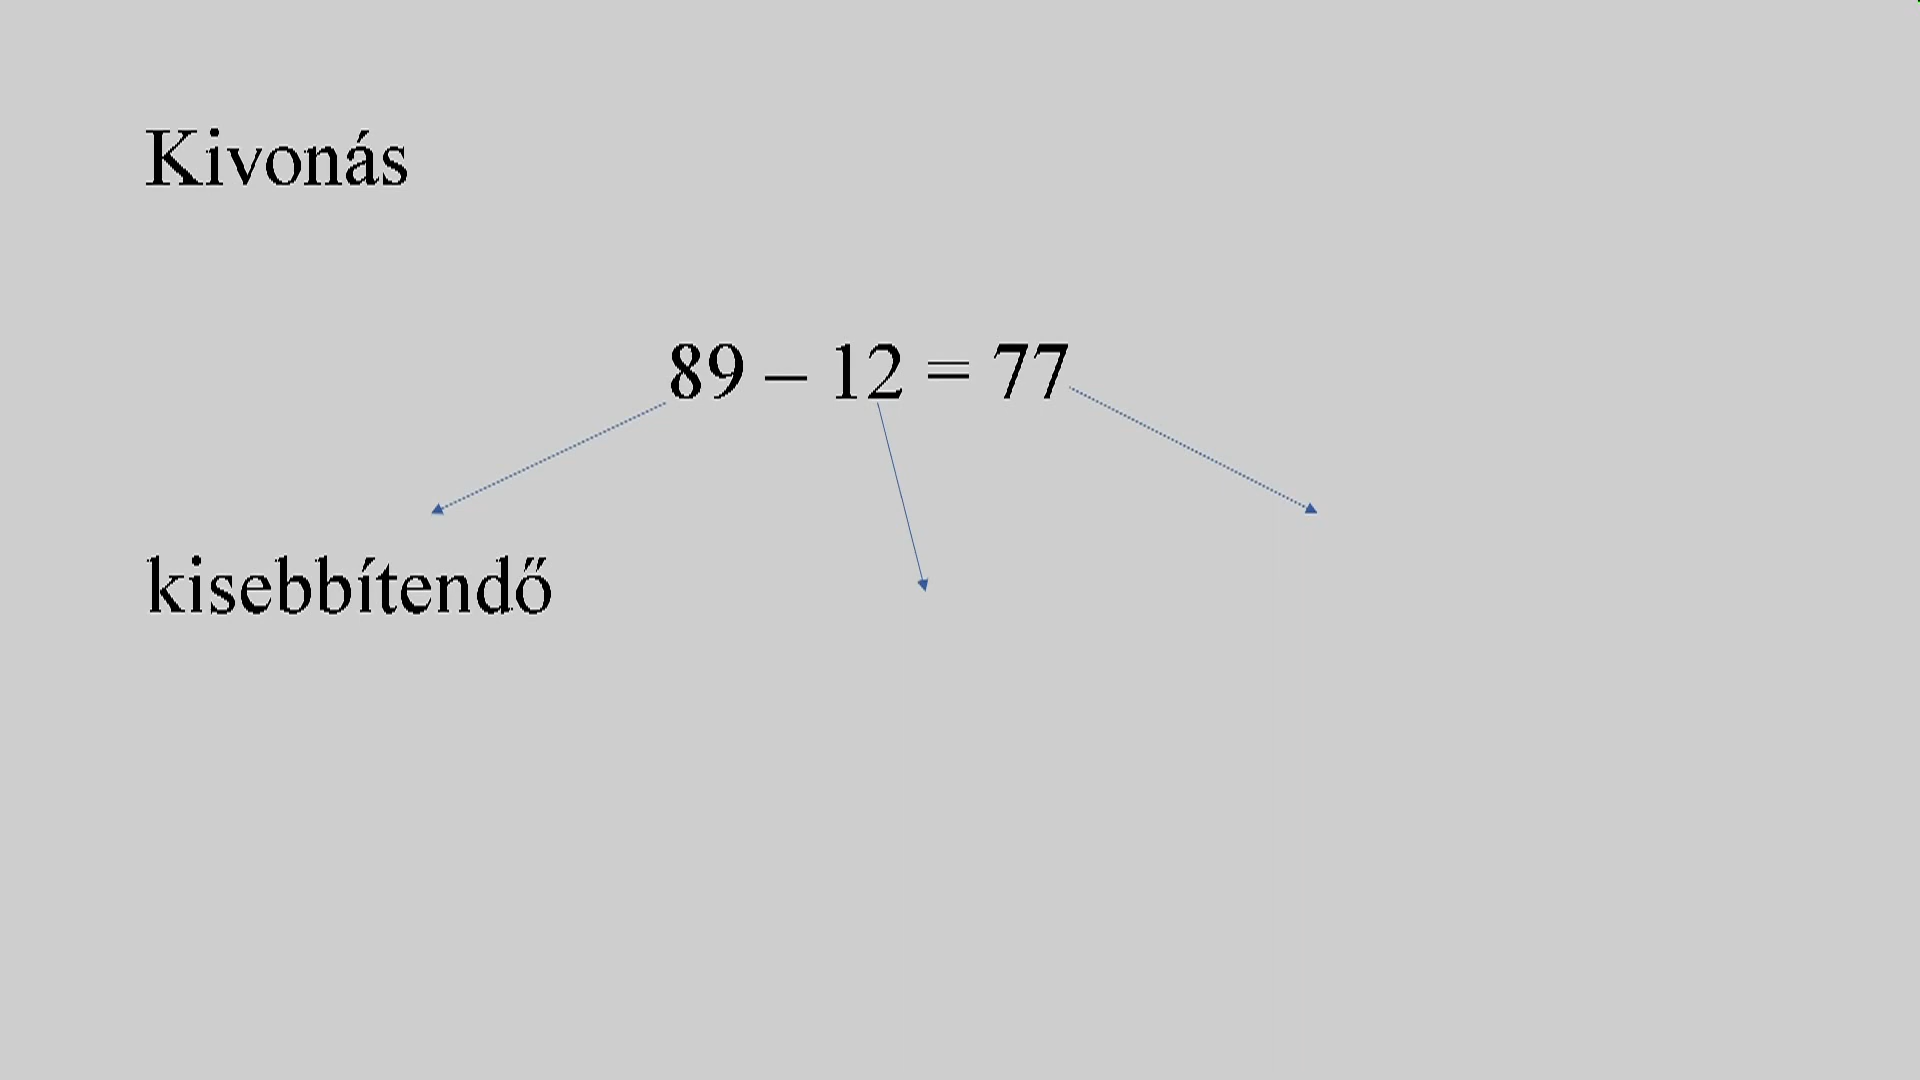 Kivonás
89 – 12 = 77
kisebbítendő